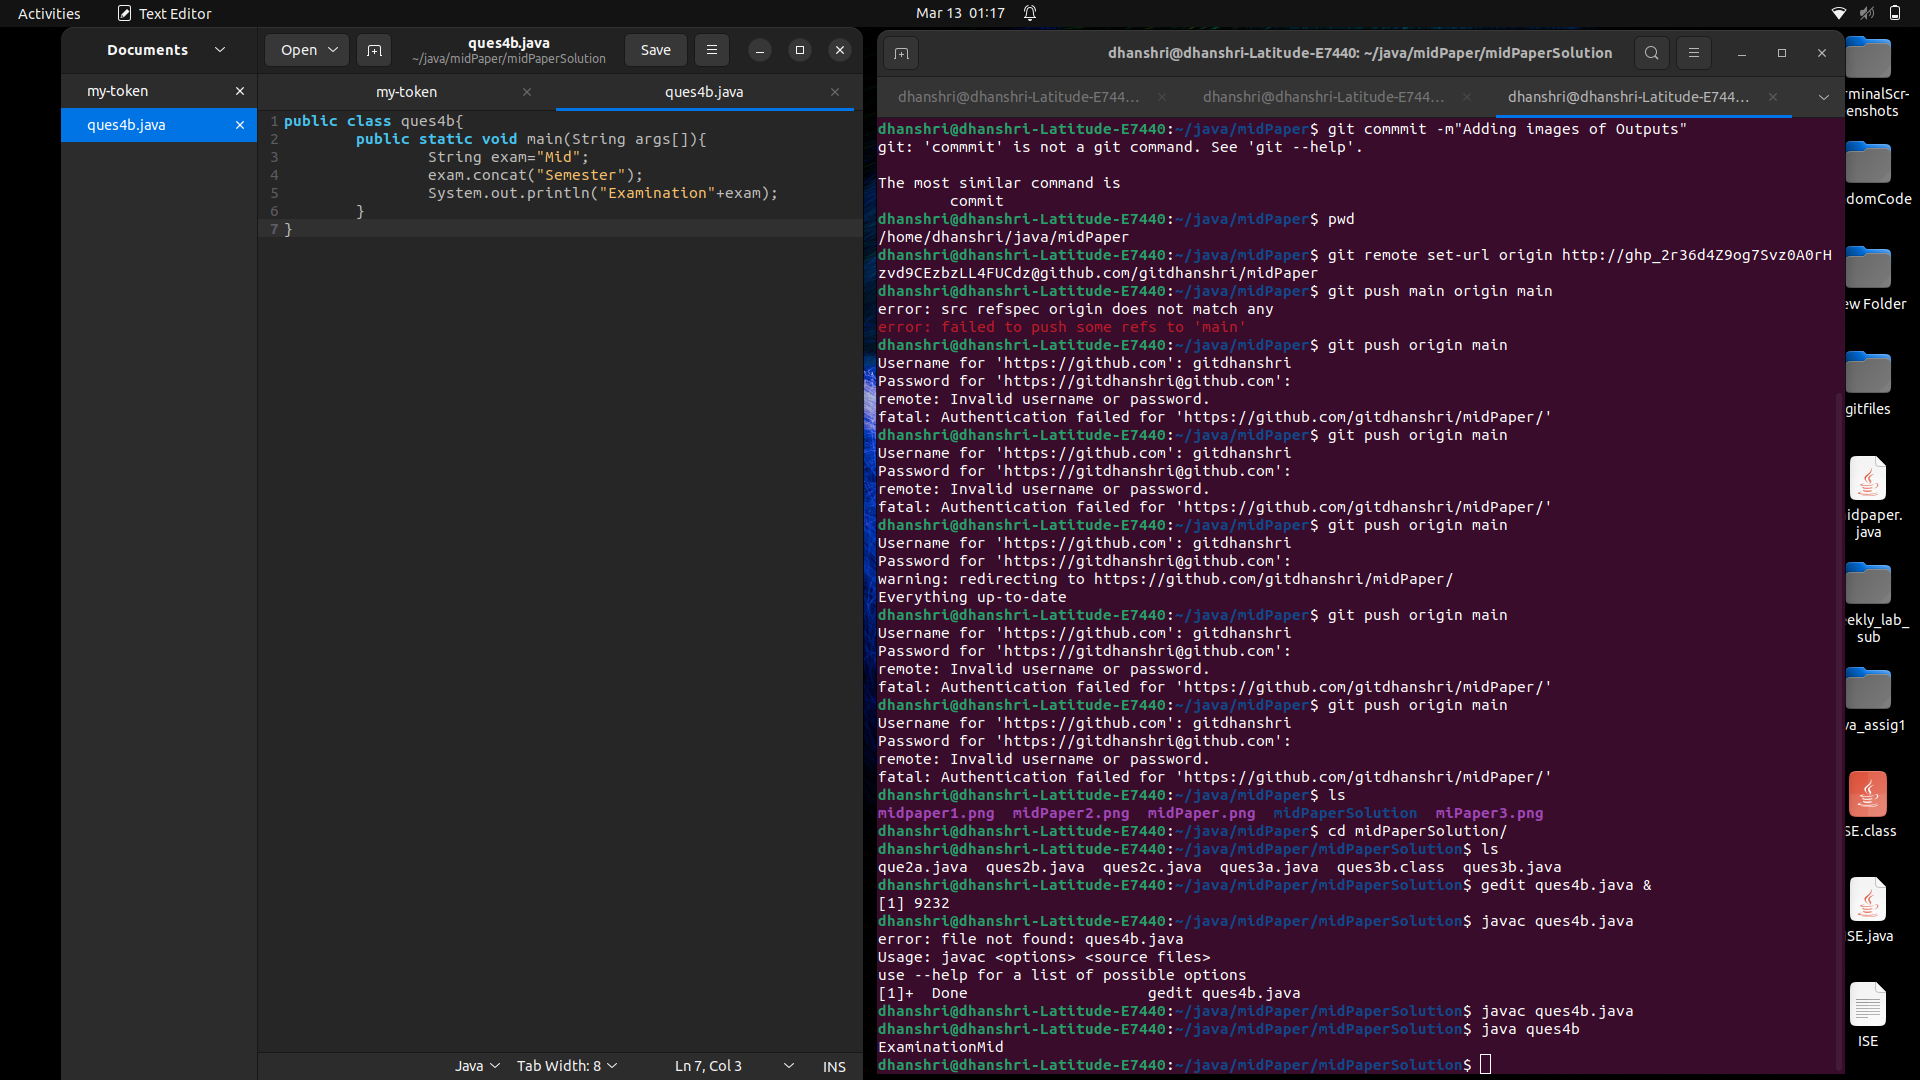 Activities
Text Editor
Mar 13 01:17
Documents
Open
ques4b.java
~/java/midPaper/midPaperSolution
Save
my-token
ques4b.java
my-token
ques4b.java
1 public class ques4b{
2 public static void main(String args[]){
3 String exam="Mid";
4 exam.concat("Semester");
5 System.out.println("Examination"+exam);
6 }
7 }
Java
Tab Width: 8
Ln 7, Col 3
INS
dhanshri@dhanshri-Latitude-E7440: ~/java/midPaper/midPaperSolution
dhanshri@dhanshri-Latitude-E744...
dhanshri@dhanshri-Latitude-E744...
dhanshri@dhanshri-Latitude-E744...
dhanshri@dhanshri-Latitude-E7440:~/java/midPaper$ git commmit -m"Adding images of Outputs"
git: 'commmit' is not a git command. See 'git --help'.
The most similar command is
commit
dhanshri@dhanshri-Latitude-E7440:~/java/midPaper$ pwd
/home/dhanshri/java/midPaper
dhanshri@dhanshri-Latitude-E7440:~/java/midPaper$ git remote set-url origin http://ghp_2r36d4Z9og7Svz0A0rH
zvd9CEzbzLL4FUCdz@github.com/gitdhanshri/midPaper
dhanshri@dhanshri-Latitude-E7440:~/java/midPaper$ git push main origin main
error: src refspec origin does not match any
error: failed to push some refs to 'main'
dhanshri@dhanshri-Latitude-E7440:~/java/midPaper$ git push origin main
Username for 'https://github.com': gitdhanshri
Password for 'https://gitdhanshri@github.com':
remote: Invalid username or password.
fatal: Authentication failed for 'https://github.com/gitdhanshri/midPaper/'
dhanshri@dhanshri-Latitude-E7440:~/java/midPaper$ git push origin main
Username for 'https://github.com': gitdhanshri
Password for 'https://gitdhanshri@github.com':
remote: Invalid username or password.
fatal: Authentication failed for 'https://github.com/gitdhanshri/midPaper/'
dhanshri@dhanshri-Latitude-E7440:~/java/midPaper$ git push origin main
Username for 'https://github.com': gitdhanshri
Password for 'https://gitdhanshri@github.com':
warning: redirecting to https://github.com/gitdhanshri/midPaper/
Everything up-to-date
dhanshri@dhanshri-Latitude-E7440:~/java/midPaper$ git push origin main
Username for 'https://github.com': gitdhanshri
Password for 'https://gitdhanshri@github.com':
remote: Invalid username or password.
fatal: Authentication failed for 'https://github.com/gitdhanshri/midPaper/'
dhanshri@dhanshri-Latitude-E7440:~/java/midPaper$ git push origin main
Username for 'https://github.com': gitdhanshri
Password for 'https://gitdhanshri@github.com':
remote: Invalid username or password.
fatal: Authentication failed for 'https://github.com/gitdhanshri/midPaper/'
dhanshri@dhanshri-Latitude-E7440:~/java/midPaper$ ls
midpaper1.png midPaper2.png midPaper.png midPaperSolution miPaper3.png
dhanshri@dhanshri-Latitude-E7440:~/java/midPaper$ cd midPaperSolution/
dhanshri@dhanshri-Latitude-E7440:~/java/midPaper/midPaperSolution$ ls
que2a.java ques2b.java ques2c.java ques3a.java ques3b.class ques3b.java
dhanshri@dhanshri-Latitude-E7440:~/java/midPaper/midPaperSolution$ gedit ques4b.java &
[1] 9232
dhanshri@dhanshri-Latitude-E7440:~/java/midPaper/midPaperSolution$ javac ques4b.java
error: file not found: ques4b.java
Usage: javac <options> <source files>
use --help for a list of possible options
[1]+ Done gedit ques4b.java
dhanshri@dhanshri-Latitude-E7440:~/java/midPaper/midPaperSolution$ javac ques4b.java
dhanshri@dhanshri-Latitude-E7440:~/java/midPaper/midPaperSolution$ java ques4b
ExaminationMid
dhanshri@dhanshri-Latitude-E7440:~/java/midPaper/midPaperSolution$
rminalScr-
enshots
domCode
ew Folder
gitfiles
idpaper.
java
ekly_lab_
sub
va_assig1
SE.class
SE.java
ISE